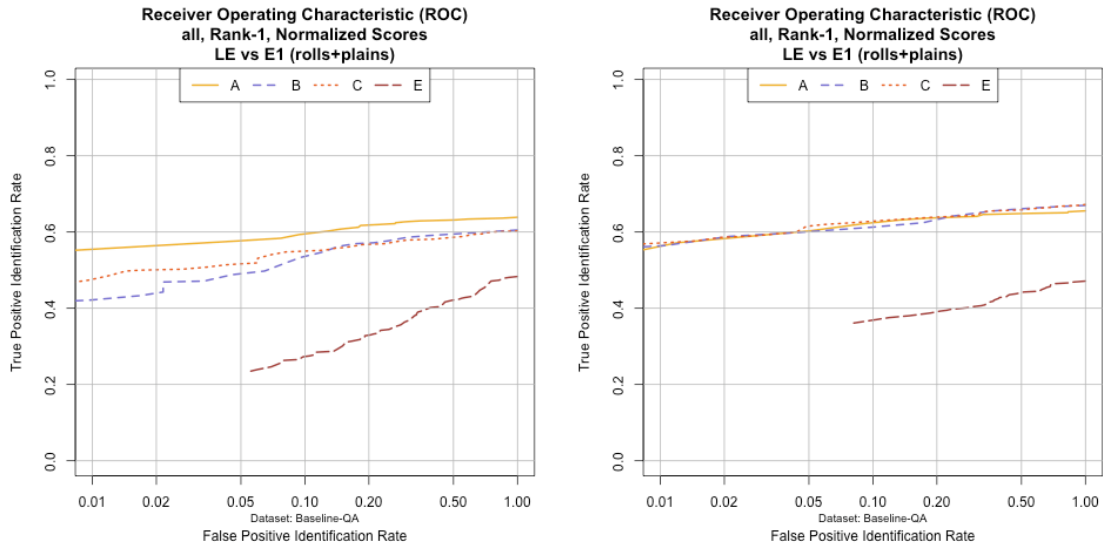 Receiver Operating Characteristic (ROC)
all, Rank-1, Normalized Scores
LE vs E1 (rolls+plains)
A B C E
True Positive Identification Rate
1.0
0.8
0.6
0.4
0.2
0.0
0.01 0.02 0.05 0.10 0.20 0.50 1.00
Dataset: Baseline-QA
False Positive Identification Rate
Receiver Operating Characteristic (ROC)
all, Rank-1, Normalized Scores
LE vs E1 (rolls+plains)
A B C E
True Positive Identification Rate
1.0
0.8
0.6
0.4
0.2
0.0
0.01 0.02 0.05 0.10 0.20 0.50 1.00
Dataset: Baseline-QA
False Positive Identification Rate